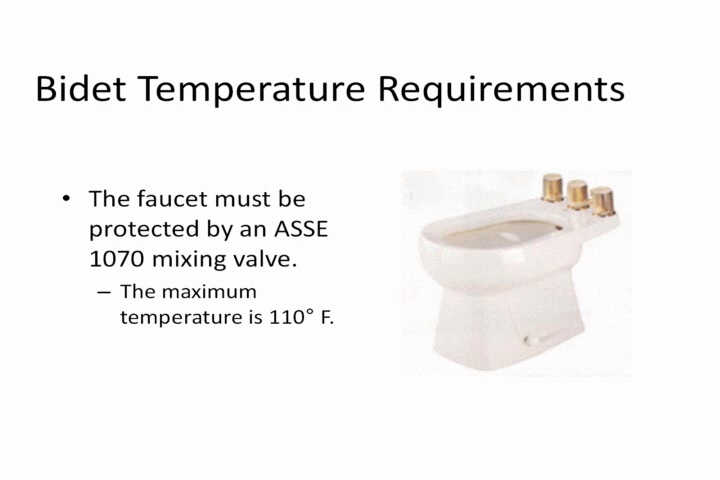 Bidet Temperature Requirements
• The faucet must be
protected by an ASSE
1070 mixing valve.
– The maximum
temperature is 110° F.